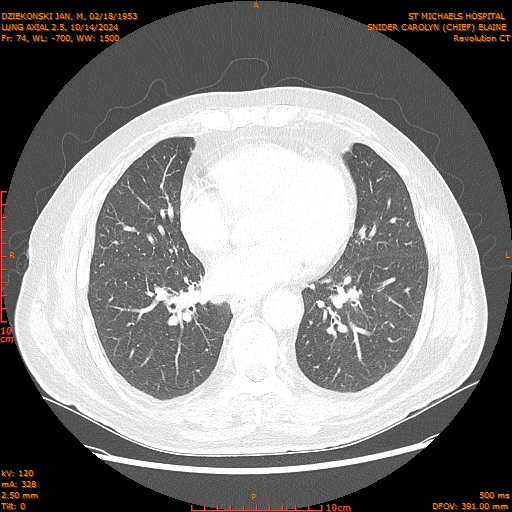 DZIEKONSKI JAN, M, 02/18/1953
LUNG AXIAL 2.5, 10/14/2024
Fr: 74, WL: -700, WW: 1500
A
ST MICHAELS HOSPITAL
SNIDER CAROLYN (CHIEF) ELAINE
Revolution CT
R
L
10
cm
kV: 120
mA: 328
2.50 mm
Tilt: 0
P
10cm
500 ms
DFOV: 391.00 mm